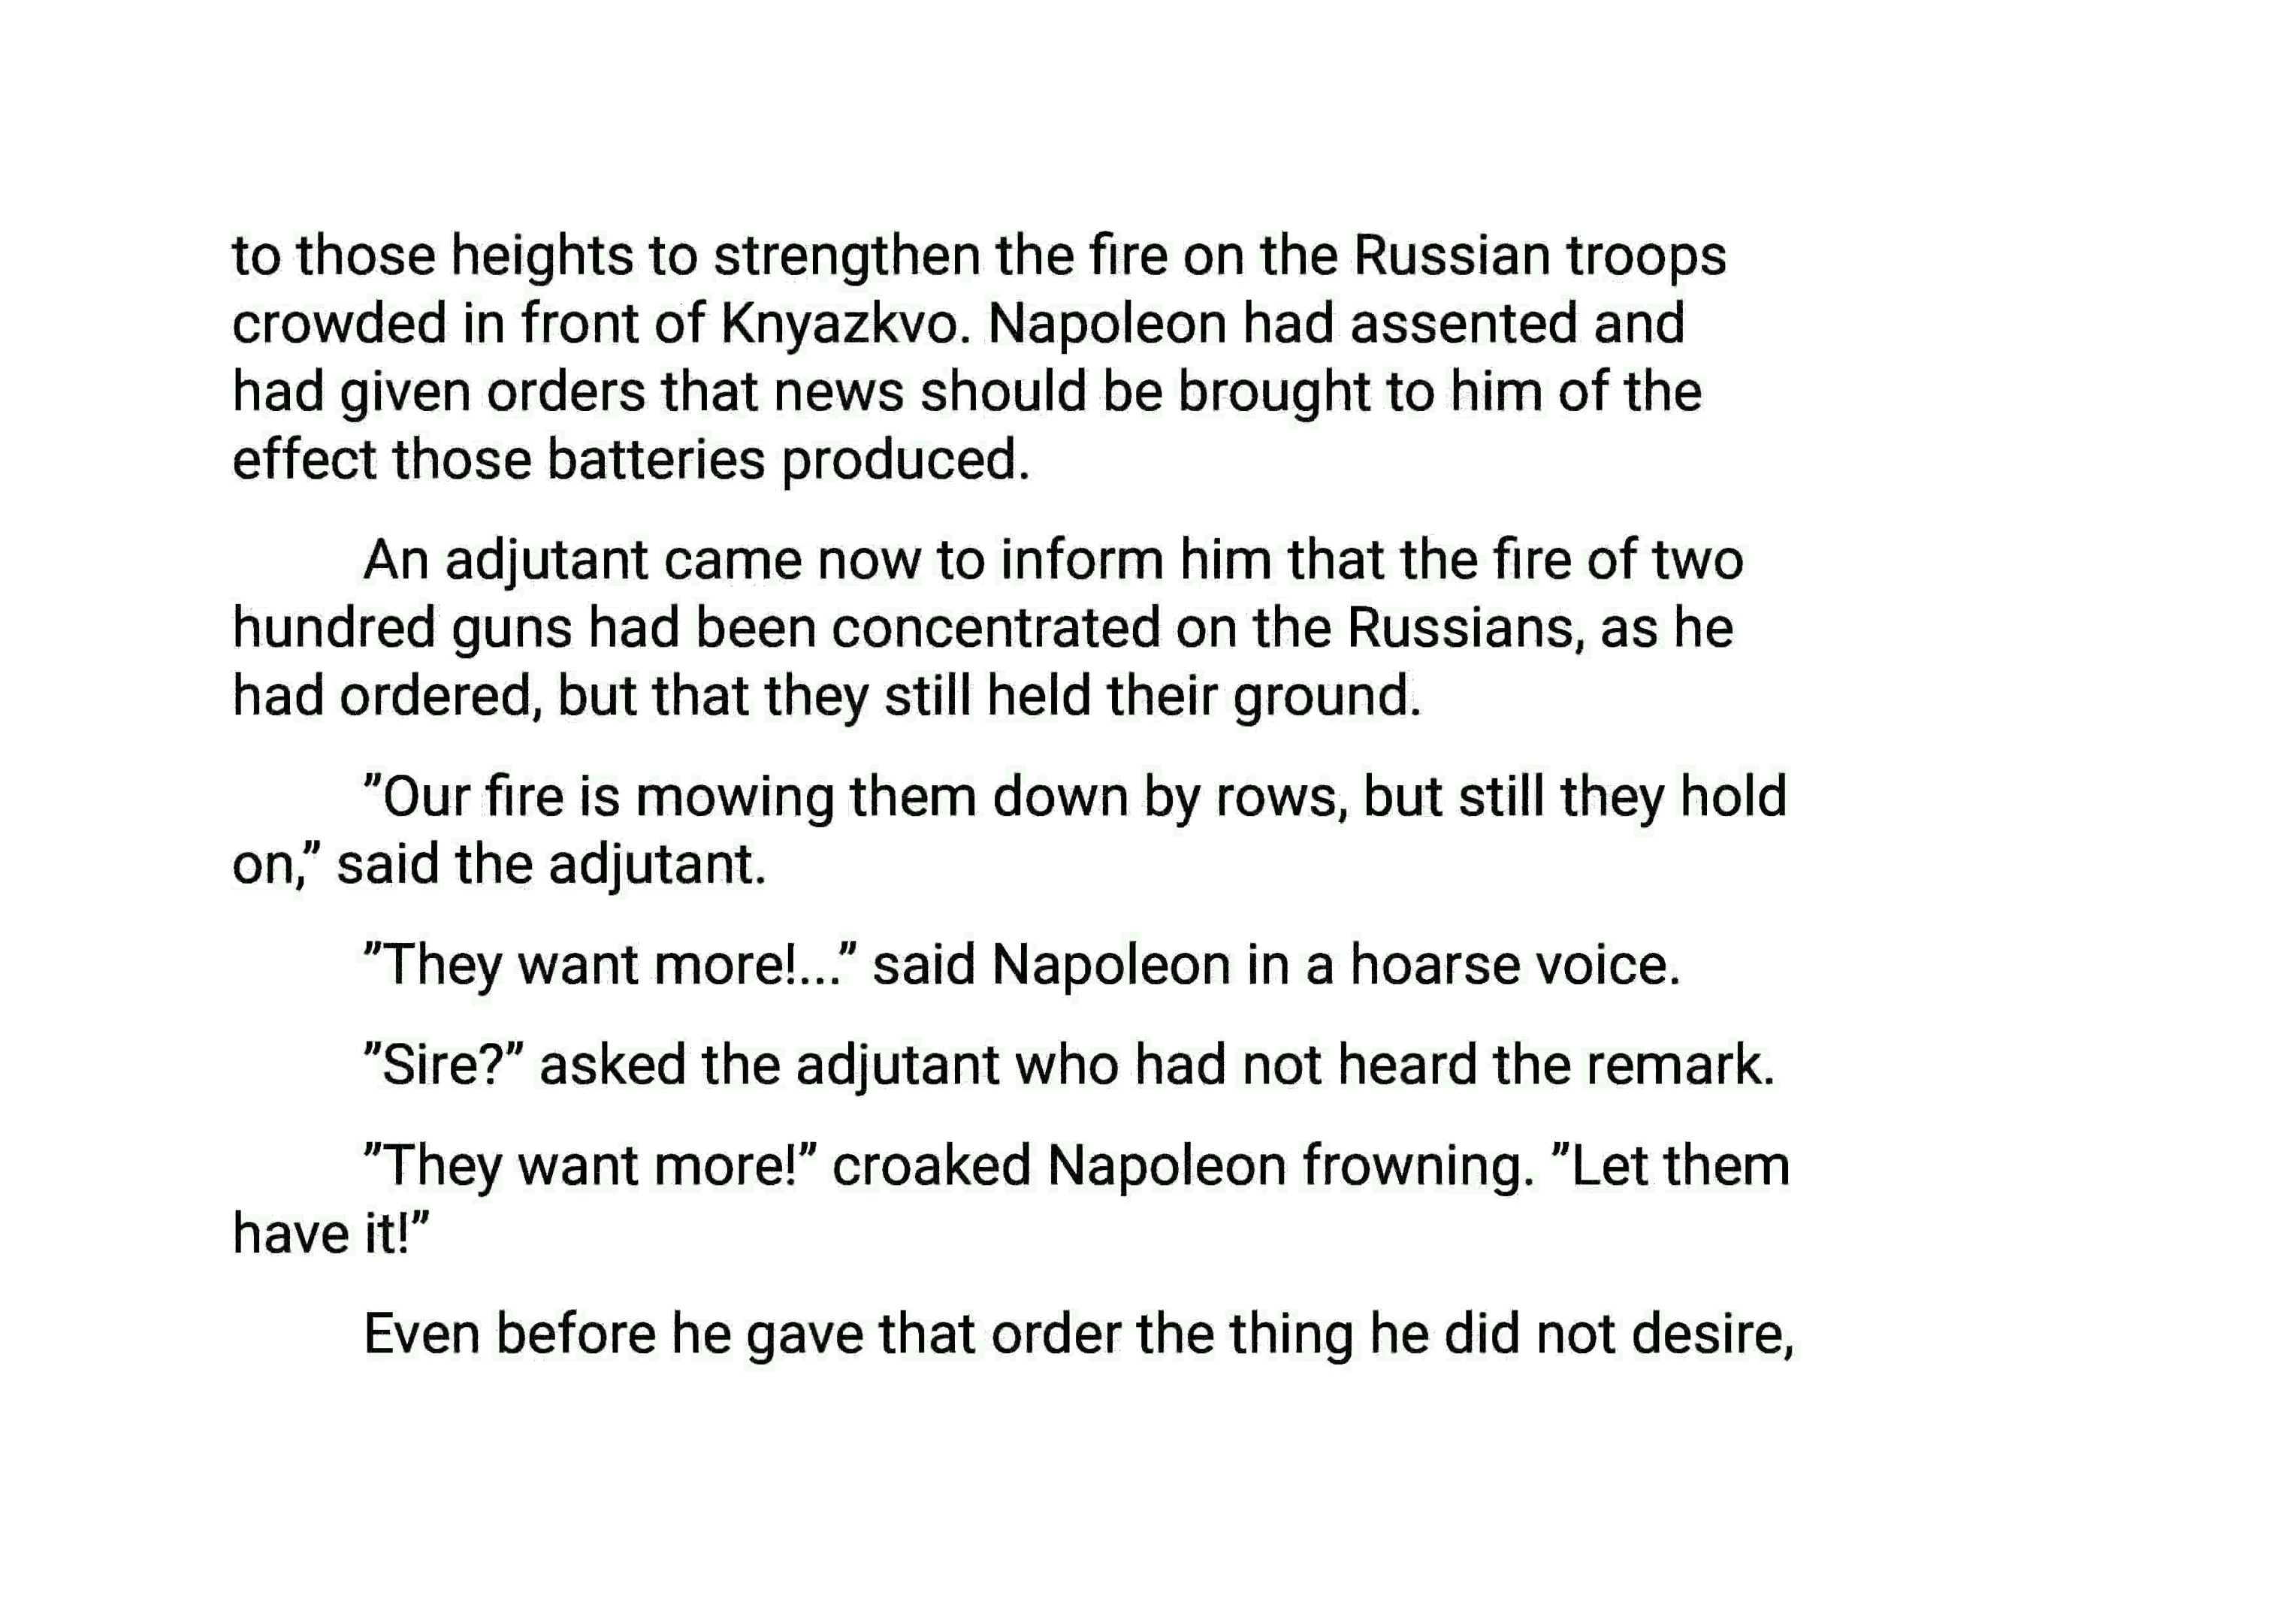 to those heights to strengthen the fire on the Russian troops
crowded in front of Knyazkvo. Napoleon had assented and
had given orders that news should be brought to him of the
effect those batteries produced.
An adjutant came now to inform him that the fire of two
hundred guns had been concentrated on the Russians, as he
had ordered, but that they still held their ground.
”Our fire is mowing them down by rows, but still they hold
on,” said the adjutant.
”They want more!...” said Napoleon in a hoarse voice.
”Sire?” asked the adjutant who had not heard the remark.
”They want more!” croaked Napoleon frowning. ”Let them
have it!”
Even before he gave that order the thing he did not desire,